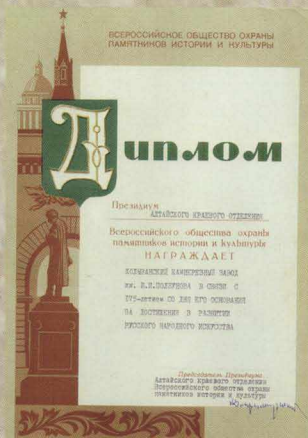 ВСЕРОССИЙСКОЕ ОБЩЕСТВО ОХРАНЫ
ПАМЯТНИКОВ ИСТОРИИ И КУЛЬТУРЫ
Диплом
Президиум
АЛТАЙСКОГО КРАЕВОГО ОТДЕЛЕНИЯ
Всероссийского общества охраны
памятников истории и культуры
НАГРАЖДАЕТ
КОЛЫВАНСКИЙ КАМНЕРЕЗНЫЙ ЗАВОД
им. И.И.ПОЛЗУНОВА В СВЯЗИ С
175-летием СО ДНЯ ЕГО ОСНОВАНИЯ
ЗА ДОСТИЖЕНИЯ В РАЗВИТИИ
РУССКОГО НАРОДНОГО ИСКУССТВА
Председатель Президиума
Алтайского краевого отделения
Всероссийского общества охраны
памятников истории и культуры